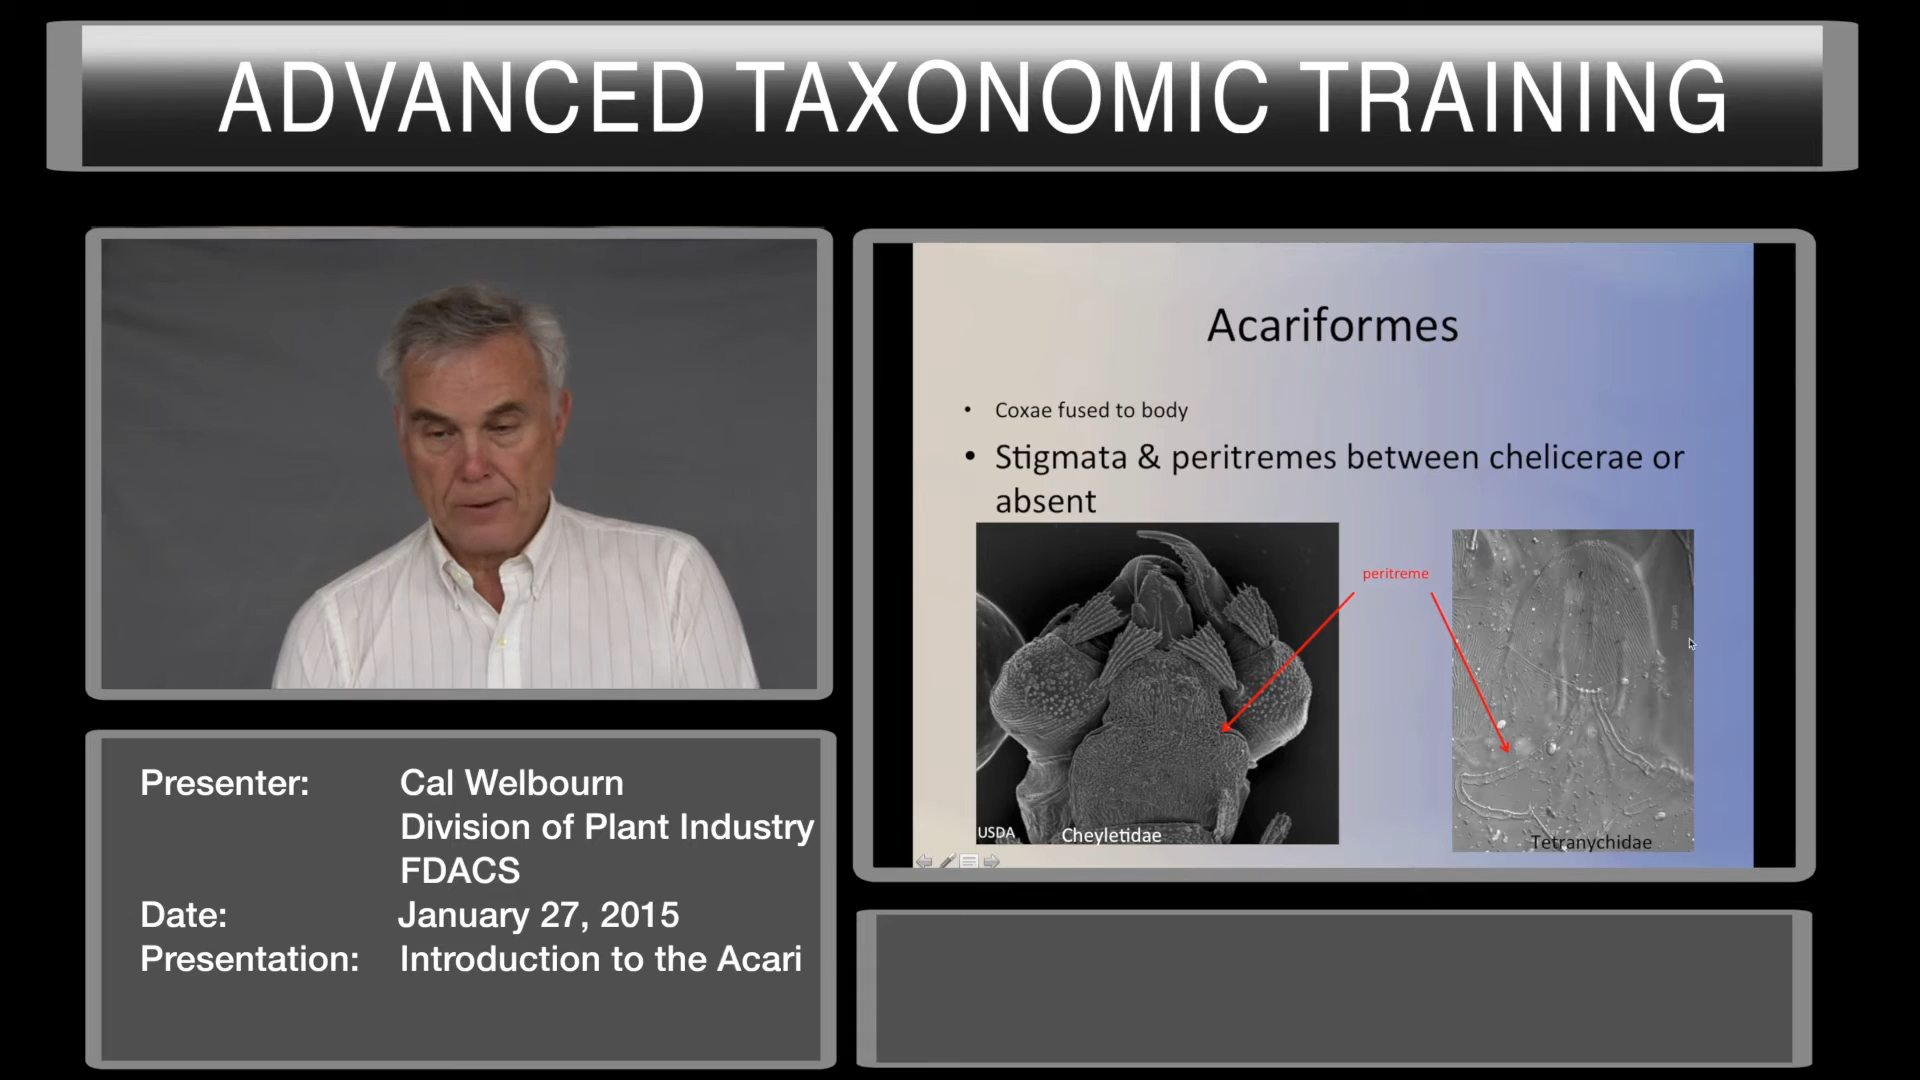 ADVANCED TAXONOMIC TRAINING
Acariformes
• Coxae fused to body
• Stigmata & peritremes between chelicerae or
absent
peritreme
USDA
Cheyletidae
Tetranychidae
Presenter: Cal Welbourn
Division of Plant Industry
FDACS
Date: January 27, 2015
Presentation: Introduction to the Acari